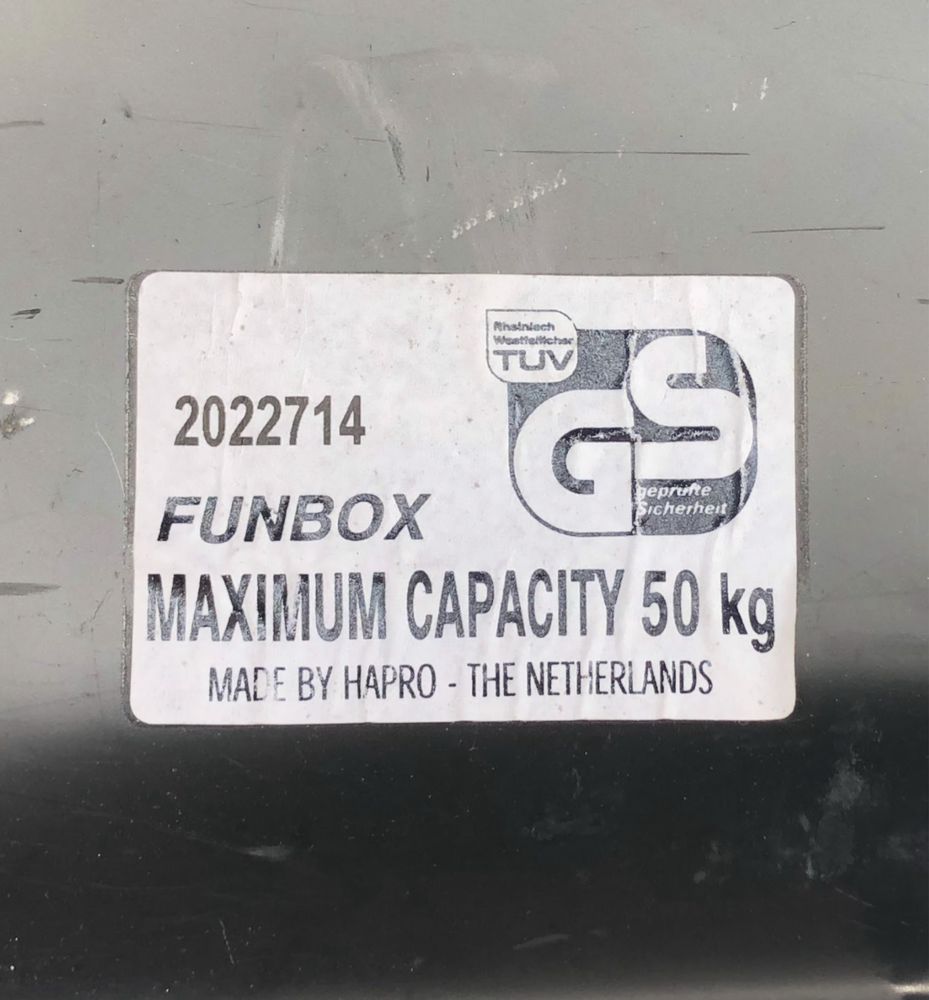 Rheinisch
Westfälischer
TÜV
GS
geprüfte
Sicherheit
2022714
FUNBOX
MAXIMUM CAPACITY 50 kg
MADE BY HAPRO - THE NETHERLANDS